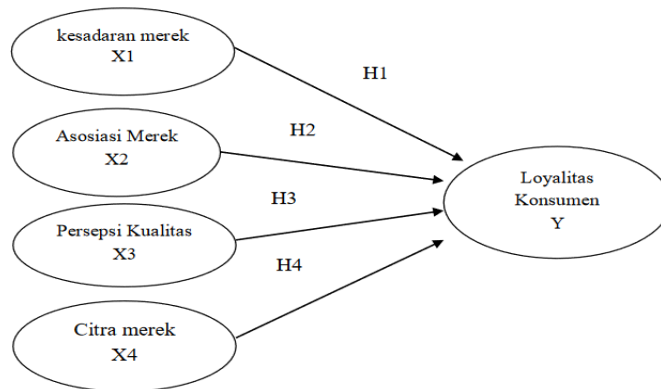 kesadaran merek
X1
H1
Asosiasi Merek
X2
H2
Persepsi Kualitas
X3
H3
Citra merek
X4
H4
Loyalitas
Konsumen
Y